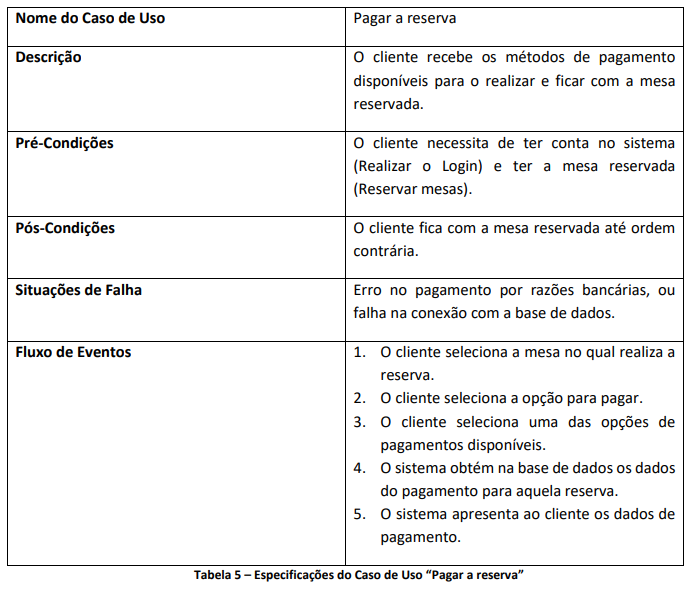 Nome do Caso de Uso
Pagar a reserva
Descrição
O cliente recebe os métodos de pagamento
disponíveis para o realizar e ficar com a mesa
reservada.
Pré-Condições
O cliente necessita de ter conta no sistema
(Realizar o Login) e ter a mesa reservada
(Reservar mesas).
Pós-Condições
O cliente fica com a mesa reservada até ordem
contrária.
Situações de Falha
Erro no pagamento por razões bancárias, ou
falha na conexão com a base de dados.
Fluxo de Eventos
1. O cliente seleciona a mesa no qual realiza a
reserva.
2. O cliente seleciona a opção para pagar.
3. O cliente seleciona uma das opções de
pagamentos disponíveis.
4. O sistema obtém na base de dados os dados
do pagamento para aquela reserva.
5. O sistema apresenta ao cliente os dados de
pagamento.
Tabela 5 – Especificações do Caso de Uso “Pagar a reserva”